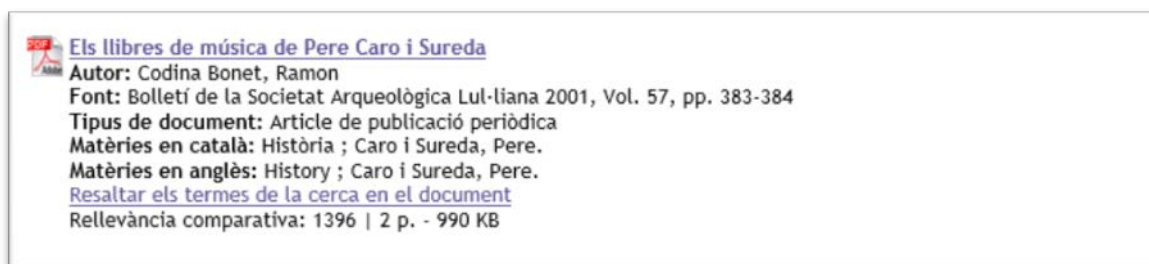 PDF
Adobe
Els llibres de música de Pere Caro i Sureda
Autor: Codina Bonet, Ramon
Font: Bolletí de la Societat Arqueològica Lul·liana 2001, Vol. 57, pp. 383-384
Tipus de document: Article de publicació periòdica
Matèries en català: Història ; Caro i Sureda, Pere.
Matèries en anglès: History ; Caro i Sureda, Pere.
Resaltar els termes de la cerca en el document
Rellevància comparativa: 1396 | 2 p. - 990 KB